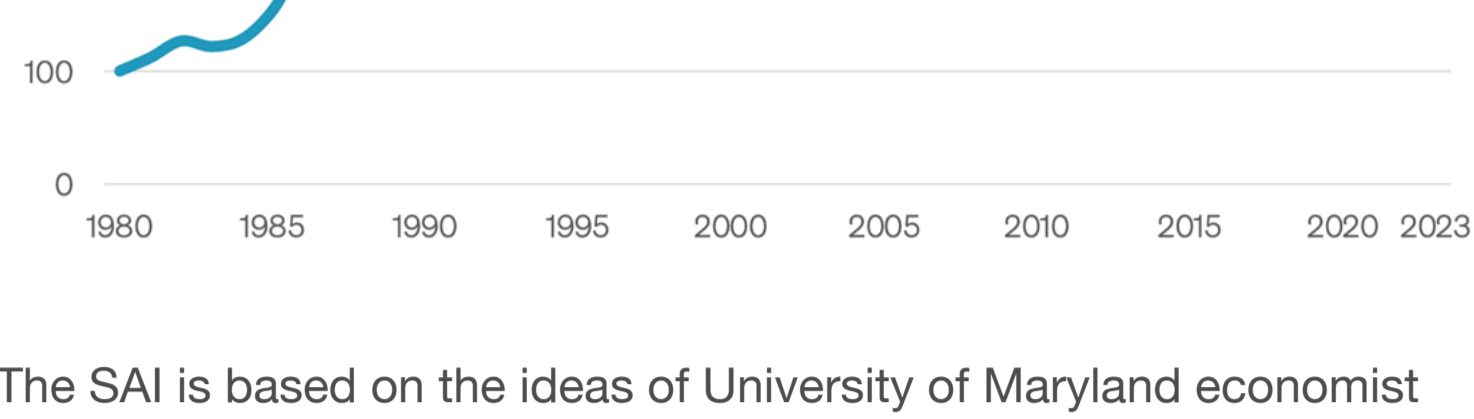 100
0
1980 1985 1990 1995 2000 2005 2010 2015 2020 2023
The SAI is based on the ideas of University of Maryland economist